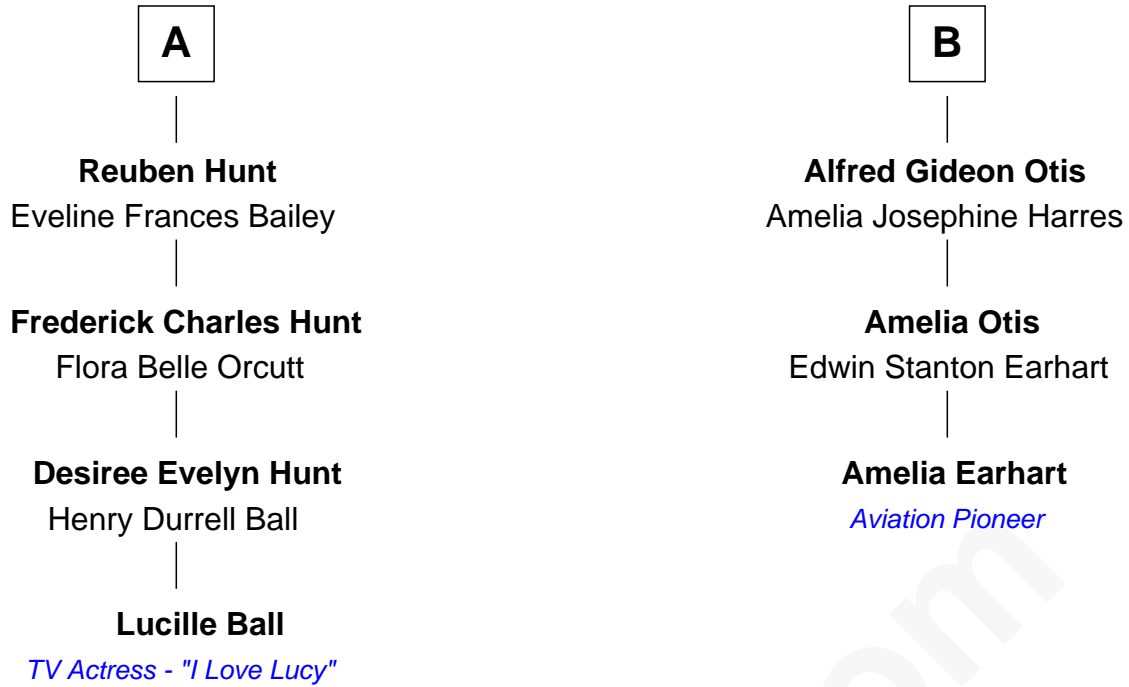 A
B
Reuben Hunt
Eveline Frances Bailey
Alfred Gideon Otis
Amelia Josephine Harres
Frederick Charles Hunt
Flora Belle Orcutt
Amelia Otis
Edwin Stanton Earhart
Desiree Evelyn Hunt
Henry Durrell Ball
Amelia Earhart
Aviation Pioneer
Lucille Ball
TV Actress - "I Love Lucy"
om